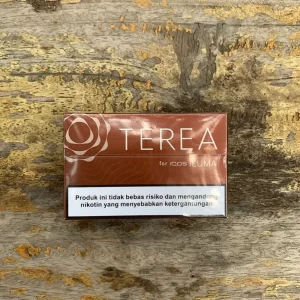 TEREA
for IQOS ILUMA
Produk ini tidak bebas risiko dan mengandung
nikotin yang menyebabkan ketergantungan.